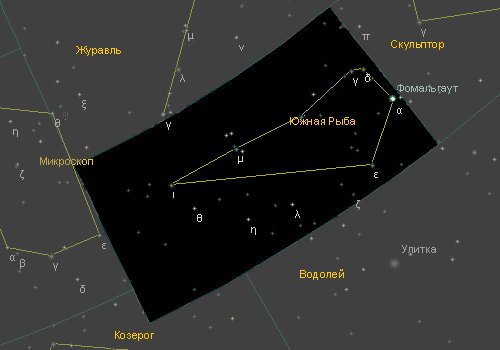 γ
μ
π
ν
Скульптор
Журавль
λ
γ δ
Фомальгаут
ξ
α
θ
γ
Южная Рыба
η
μ
Микроскоп
ε
ζ
ι
θ
λ
ζ
η
ε
Улитка
α β γ
Водолей
δ
Козерог